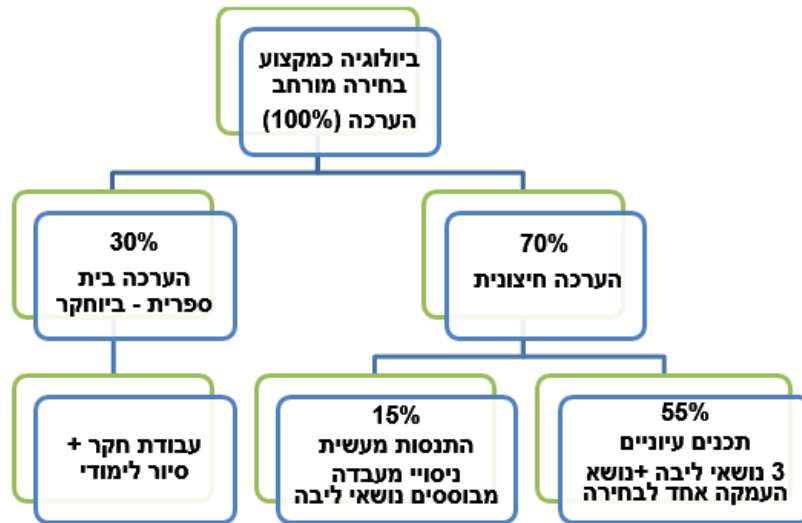 ביולוגיה כמקצוע
בחירה מורחב
הערכה (100%)
70%
הערכה חיצונית
30%
הערכה בית
ספרית - ביוחקר
55%
תכנים עיוניים
3 נושאי ליבה +נושא
העמקה אחד לבחירה
15%
התנסות מעשית
ניסויי מעבדה
מבוססים נושאי ליבה
עבודת חקר +
סיור לימודי